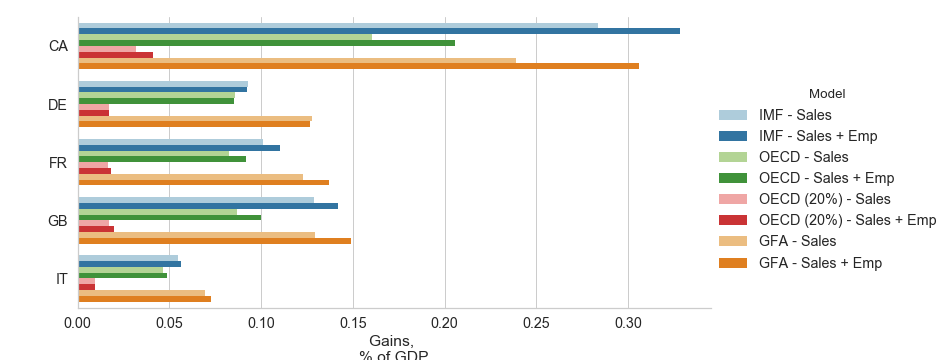 CA
DE
FR
GB
IT
0.00 0.05 0.10 0.15 0.20 0.25 0.30
Gains,
% of GDP
Model
IMF - Sales
IMF - Sales + Emp
OECD - Sales
OECD - Sales + Emp
OECD (20%) - Sales
OECD (20%) - Sales + Emp
GFA - Sales
GFA - Sales + Emp